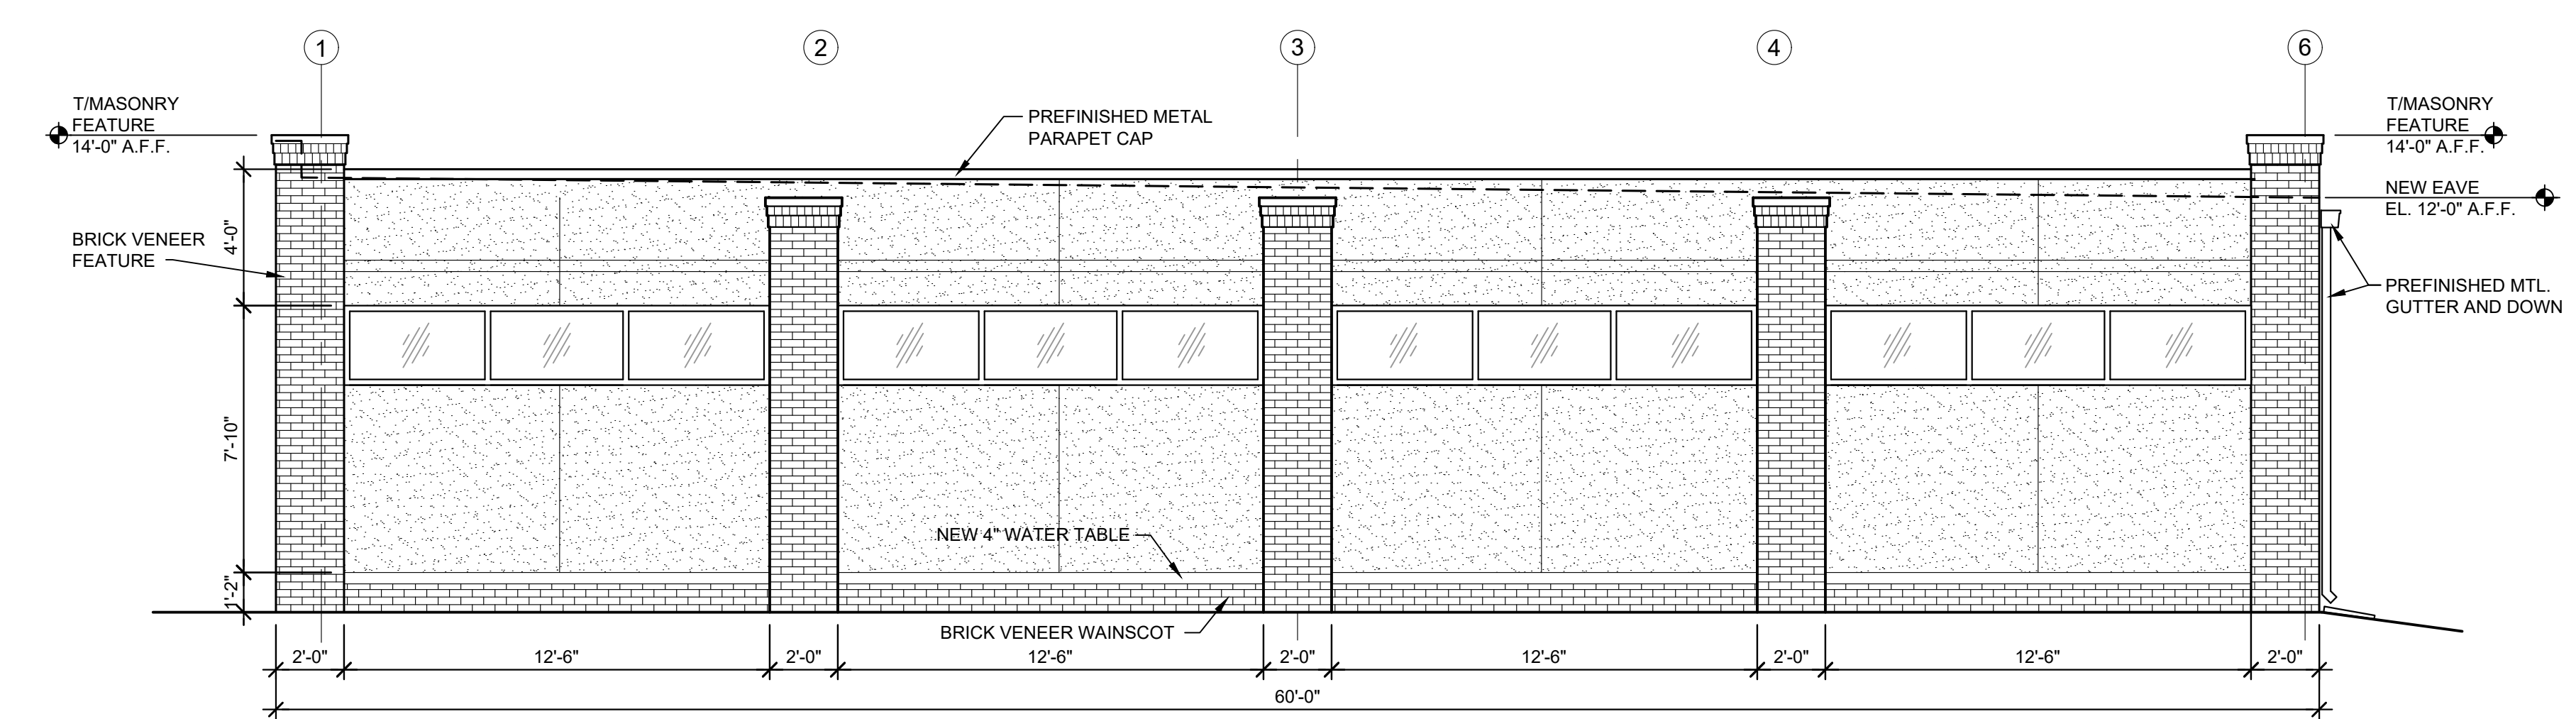 1
2
3
4
6
T/MASONRY
FEATURE
14'-0" A.F.F.
PREFINISHED METAL
PARAPET CAP
T/MASONRY
FEATURE
14'-0" A.F.F.
NEW EAVE
EL. 12'-0" A.F.F.
BRICK VENEER
FEATURE
4'-0"
PREFINISHED MTL.
GUTTER AND DOWN
7'-10"
NEW 4" WATER TABLE
1'-2"
BRICK VENEER WAINSCOT
2'-0"
12'-6"
2'-0"
12'-6"
2'-0"
12'-6"
2'-0"
12'-6"
2'-0"
60'-0"